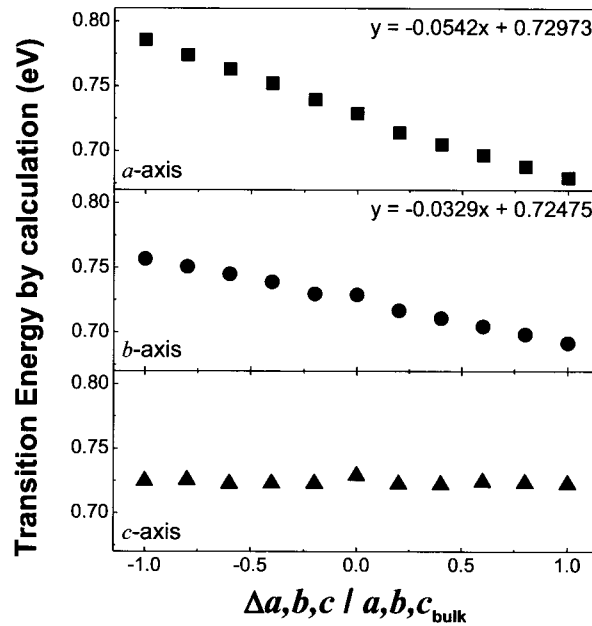 Transition Energy by calculation (eV)
0.80
y = -0.0542x + 0.72973
0.75
0.70
a-axis
0.80
y = -0.0329x + 0.72475
0.75
0.70
b-axis
0.80
0.75
0.70
c-axis
-1.0 -0.5 0.0 0.5 1.0
Δa,b,c / a,b,c_bulk